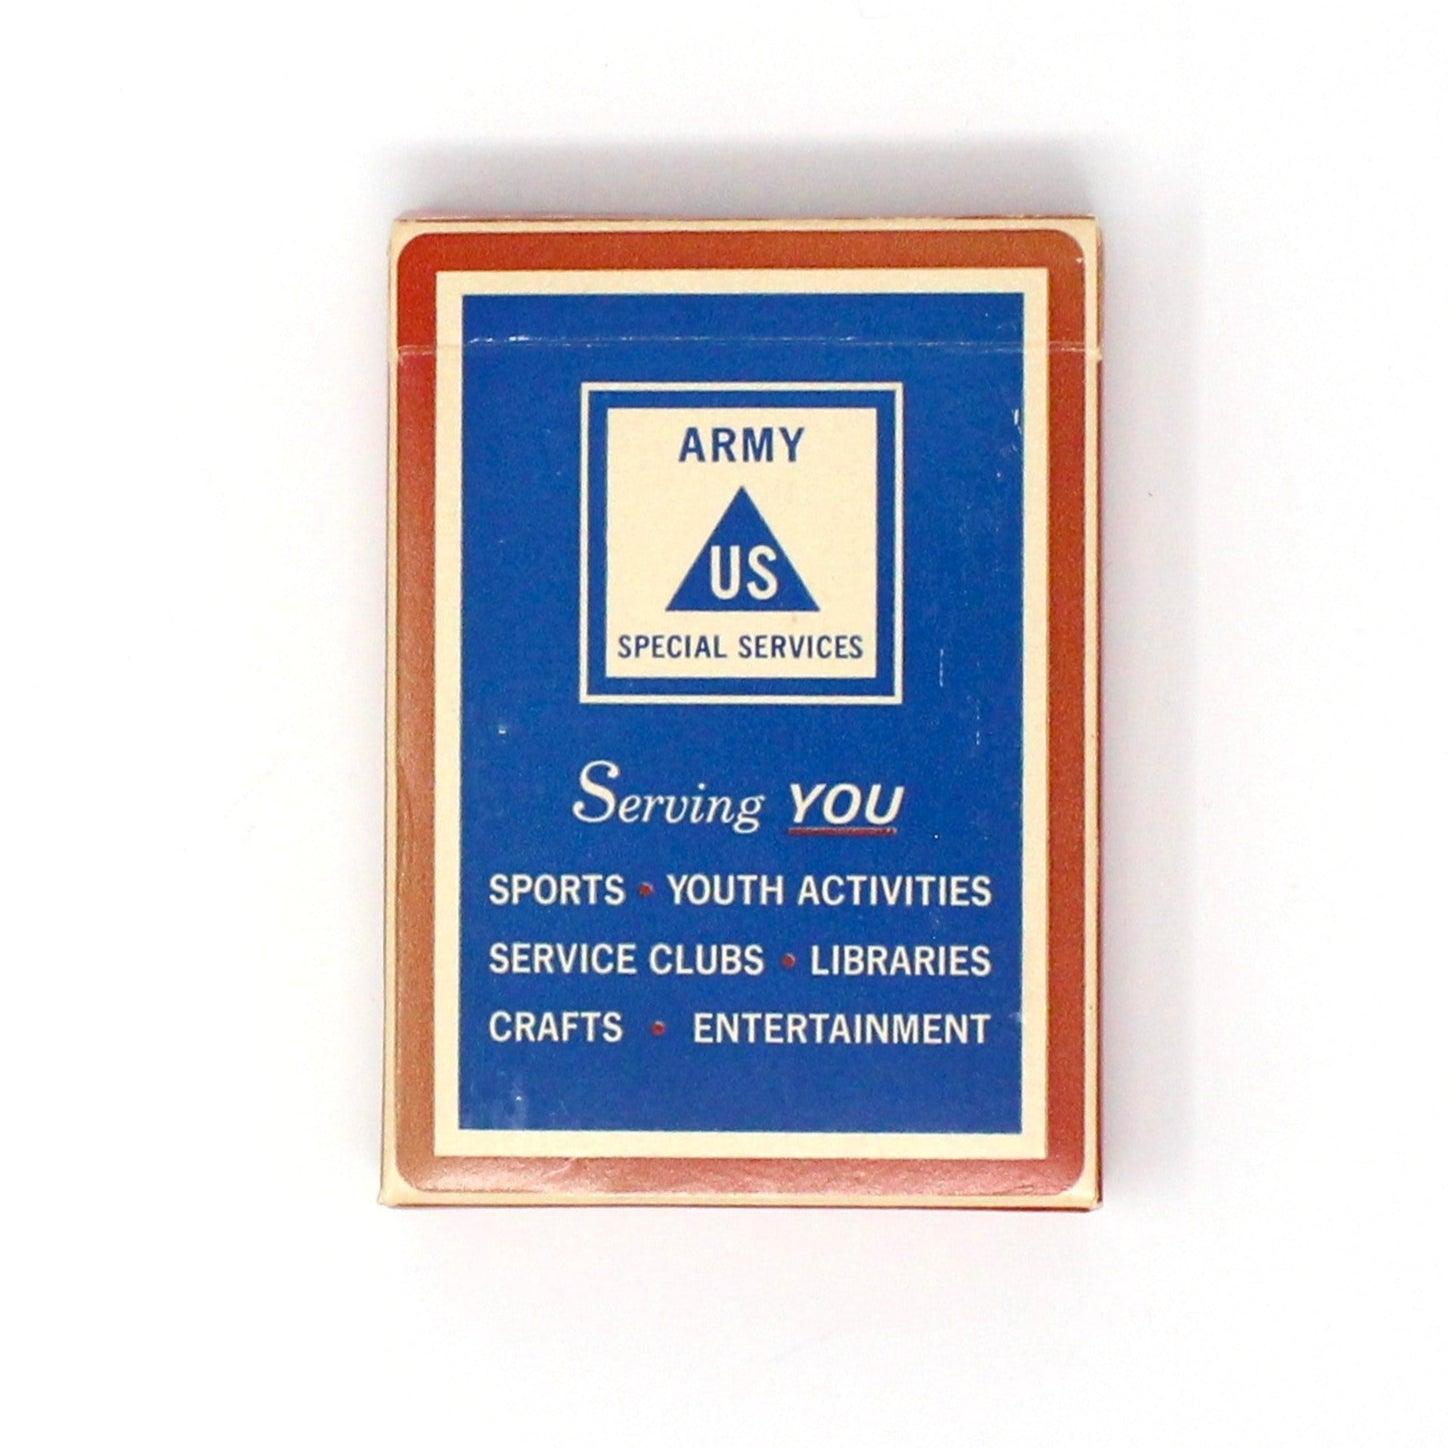 ARMY
US
SPECIAL SERVICES
Serving YOU
SPORTS • YOUTH ACTIVITIES
SERVICE CLUBS • LIBRARIES
CRAFTS • ENTERTAINMENT